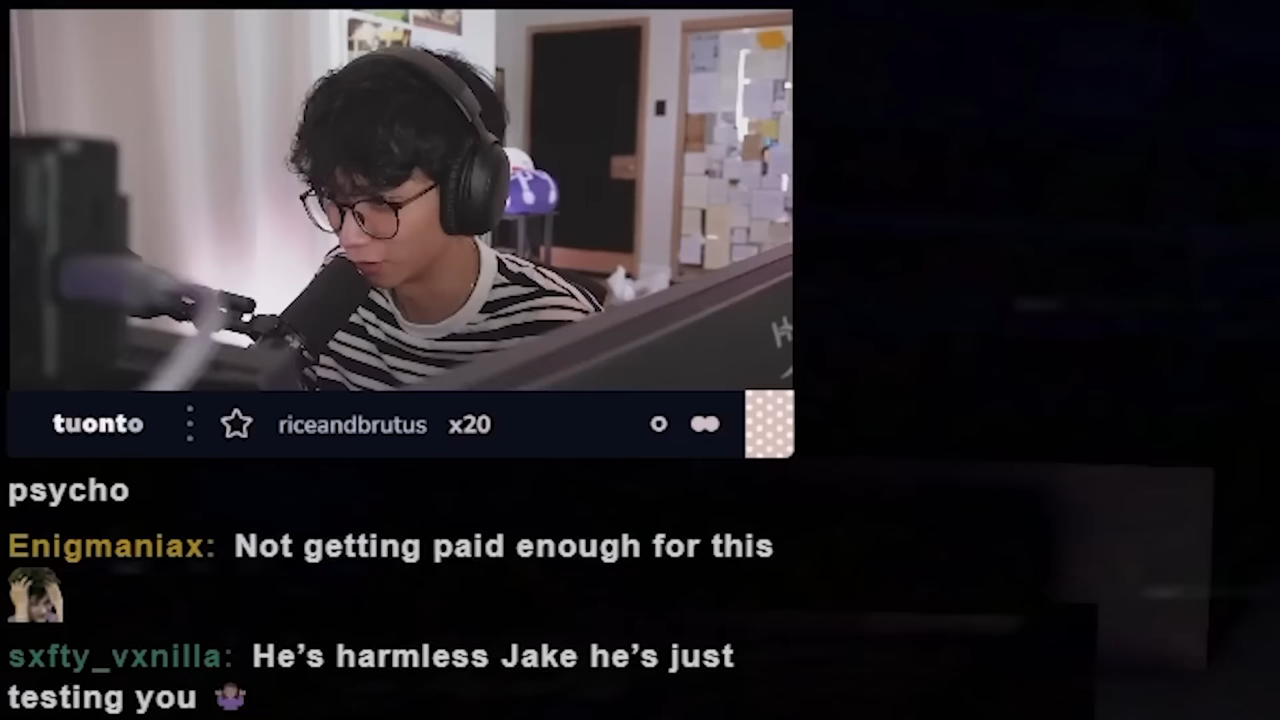 tuonto riceandbrutus x20
psycho
Enigmaniax: Not getting paid enough for this
sxfty_vxnilla: He’s harmless Jake he’s just
testing you 🤷🏽‍♀️